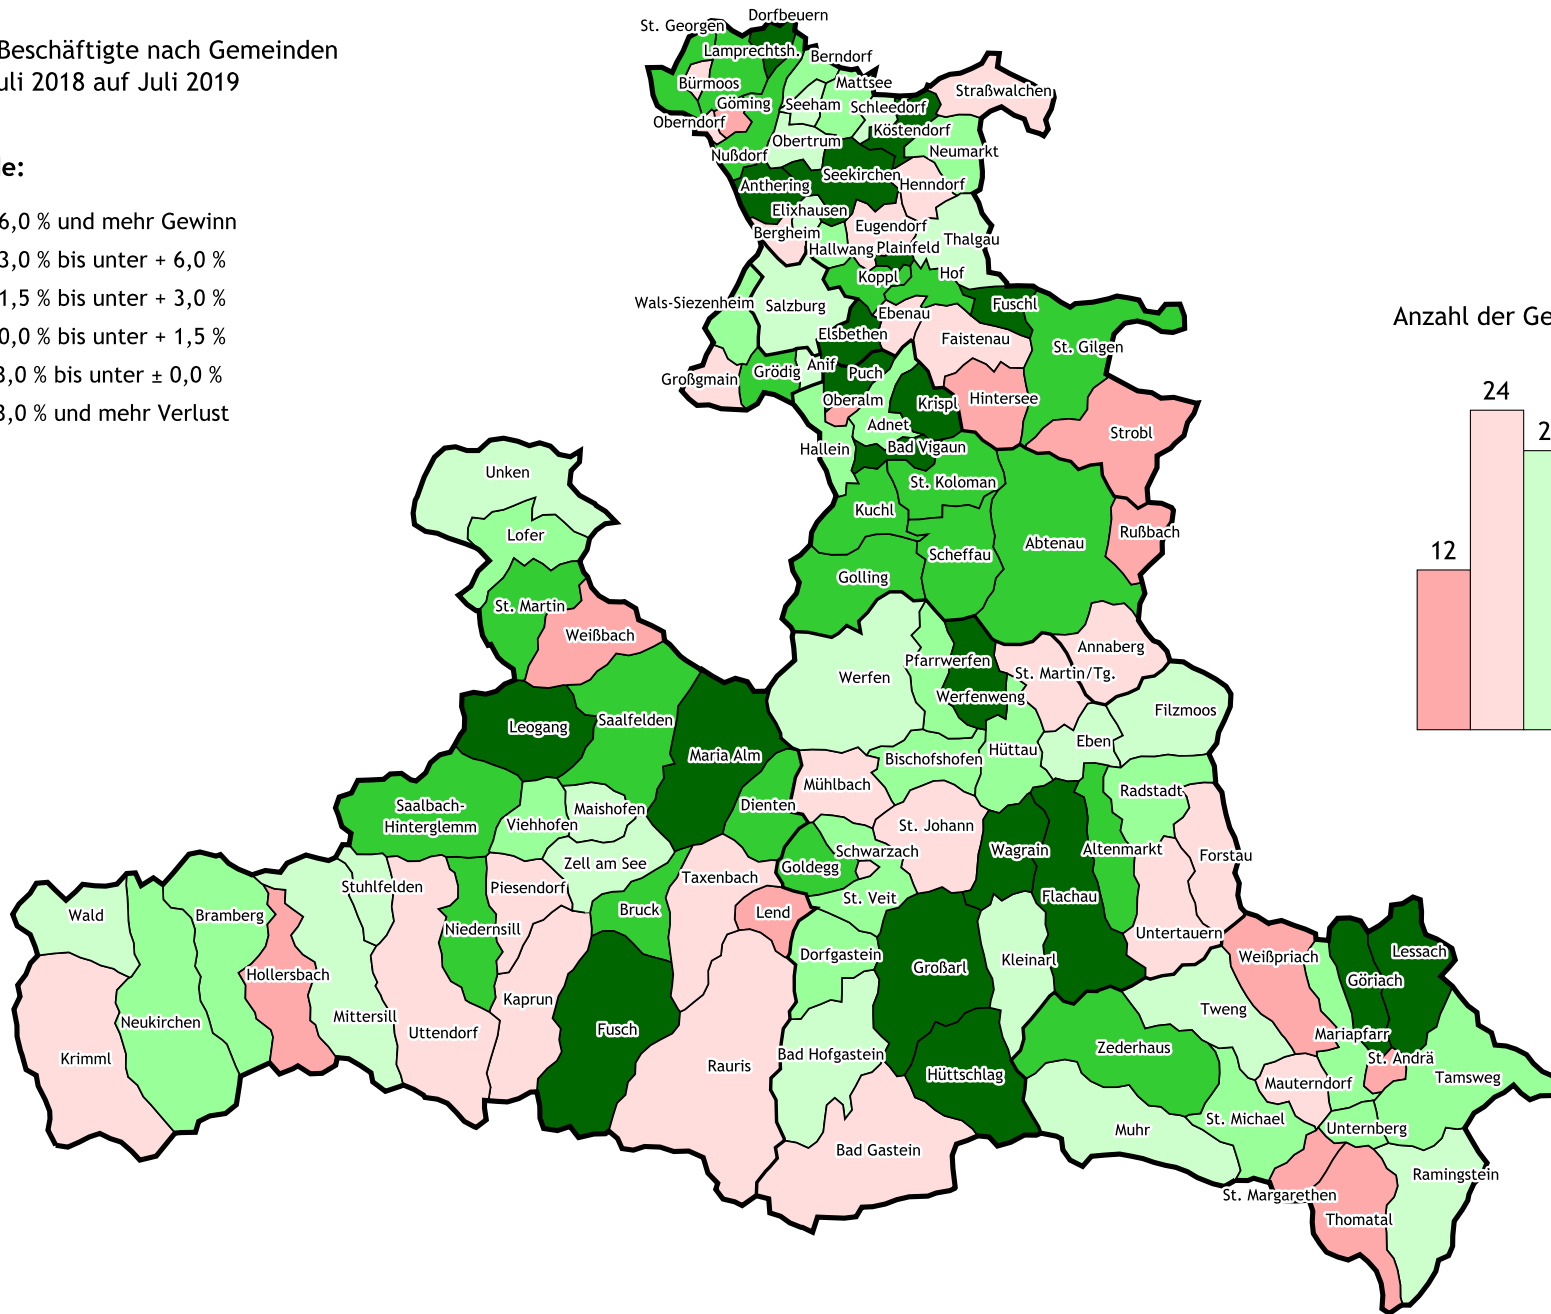 Beschäftigte nach Gemeinden
uli 2018 auf Juli 2019
e:
6,0 % und mehr Gewinn
3,0 % bis unter + 6,0 %
1,5 % bis unter + 3,0 %
0,0 % bis unter + 1,5 %
3,0 % bis unter ± 0,0 %
3,0 % und mehr Verlust
Anzahl der Ge
24
2
12
Dorfbeuern
St. Georgen
Lamprechtsh.
Berndorf
Bürmoos
Mattsee
Straßwalchen
Göming
Seeham
Schleedorf
Oberndorf
Köstendorf
Obertrum
Neumarkt
Nußdorf
Seekirchen
Anthering
Henndorf
Elixhausen
Eugendorf
Bergheim
Thalgau
Hallwang
Plainfeld
Koppl
Hof
Wals-Siezenheim
Salzburg
Fuschl
Ebenau
Elsbethen
Faistenau
St. Gilgen
Anif
Grödig
Puch
Großgmain
Oberalm
Krispl
Hintersee
Adnet
Strobl
Hallein
Bad Vigaun
Unken
St. Koloman
Kuchl
Lofer
Rußbach
Abtenau
Scheffau
Golling
St. Martin
Weißbach
Annaberg
Pfarrwerfen
St. Martin/Tg.
Werfen
Werfenweng
Filzmoos
Saalfelden
Leogang
Eben
Hüttau
Maria Alm
Bischofshofen
Mühlbach
Radstadt
Saalbach-
Hinterglemm
Dienten
Maishofen
Viehhofen
St. Johann
Schwarzach
Wagrain
Altenmarkt
Forstau
Zell am See
Goldegg
Taxenbach
Stuhlfelden
Piesendorf
St. Veit
Flachau
Wald
Bramberg
Bruck
Lend
Niedernsill
Untertauern
Lessach
Dorfgastein
Weißpriach
Kleinarl
Großarl
Hollersbach
Göriach
Kaprun
Tweng
Mittersill
Neukirchen
Uttendorf
Fusch
Mariapfarr
Zederhaus
Bad Hofgastein
St. Andrä
Krimml
Rauris
Hüttschlag
Tamsweg
Mauterndorf
St. Michael
Unternberg
Muhr
Bad Gastein
Ramingstein
St. Margarethen
Thomatal